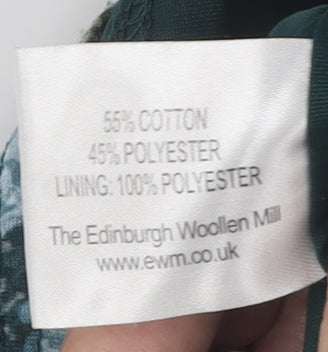 55% COTTON
45% POLYESTER
LINING: 100% POLYESTER
The Edinburgh Woollen Mill
www.ewm.co.uk